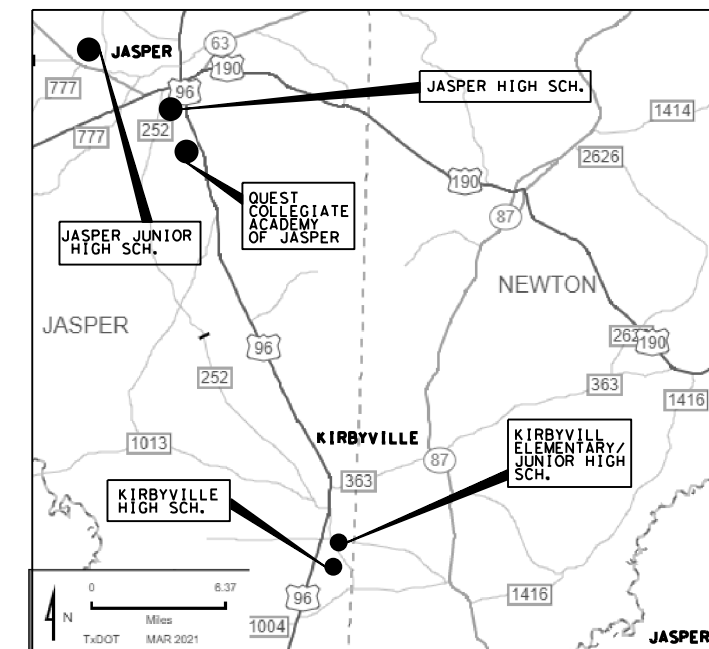 JASPER
63
190
777
96
JASPER HIGH SCH.
1414
777
252
2626
190
QUEST
COLLEGIATE
ACADEMY
OF JASPER
87
JASPER JUNIOR
HIGH SCH.
NEWTON
JASPER
96
190
252
363
1416
1013
KIRBYVILLE
KIRBYVILL
ELEMENTARY/
JUNIOR HIGH
SCH.
87
363
KIRBYVILLE
HIGH SCH.
0 6.37
Miles
N
TxDOT MAR 2021
96
1416
1004
JASPER